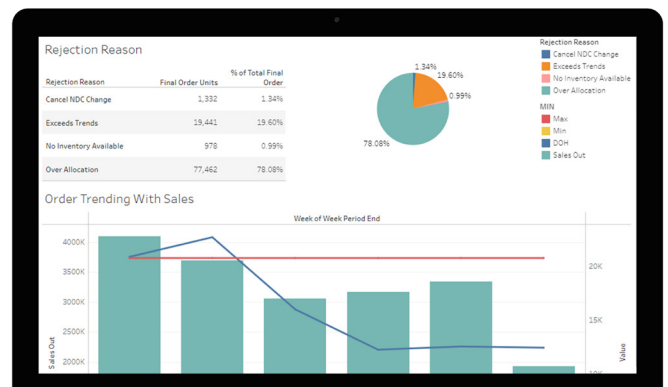 Rejection Reason
Rejection Reason Final Order Units % of Total Final Order
Cancel NDC Change 1,332 1.34%
Exceeds Trends 19,441 19.60%
No Inventory Available 978 0.99%
Over Allocation 77,462 78.08%
1.34%
19.60%
0.99%
78.08%
Rejection Reason
Cancel NDC Change
Exceeds Trends
No Inventory Available
Over Allocation
MIN
Max
Min
DOH
Sales Out
Order Trending With Sales
Week of Week Period End
4000K
3500K
3000K
2500K
2000K
Sales Out
20K
15K
10K
Value